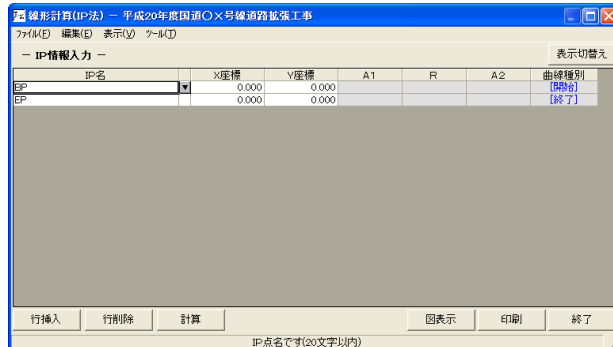 線形計算(IP法) － 平成20年度国道〇×号線道路拡張工事
ファイル(F) 編集(E) 表示(V) ツール(T)
－ IP情報入力 － 表示切替え
IP名 X座標 Y座標 A1 R A2 曲線種別
BP 0.000 0.000 [開始]
EP 0.000 0.000 [終了]
行挿入 行削除 計算 図表示 印刷 終了
IP点名です(20文字以内)